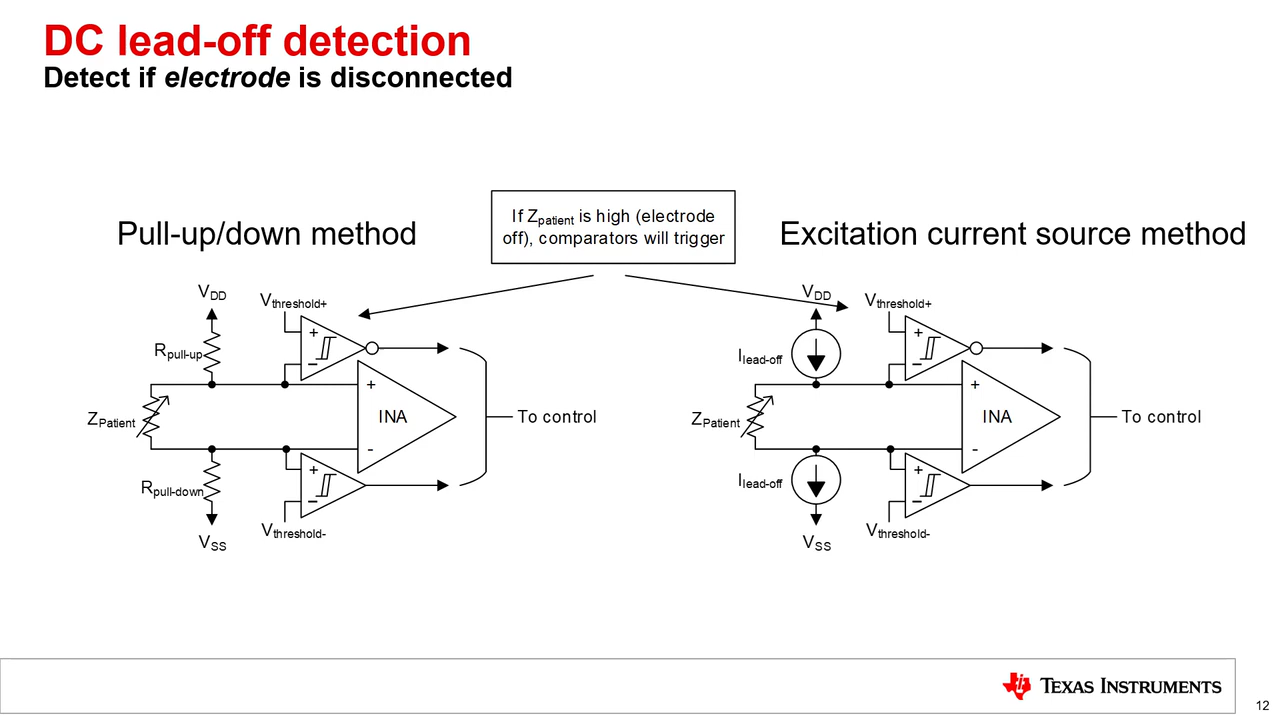 DC lead-off detection
Detect if electrode is disconnected
If Zpatient is high (electrode
off), comparators will trigger
Pull-up/down method
Excitation current source method
VDD
Vthreshold+
Rpull-up
+
−
+
INA
-
ZPatient
To control
Rpull-down
+
−
VSS
Vthreshold-
VDD
Vthreshold+
Ilead-off
+
−
+
INA
-
ZPatient
To control
Ilead-off
+
−
VSS
Vthreshold-
ti
TEXAS INSTRUMENTS
12